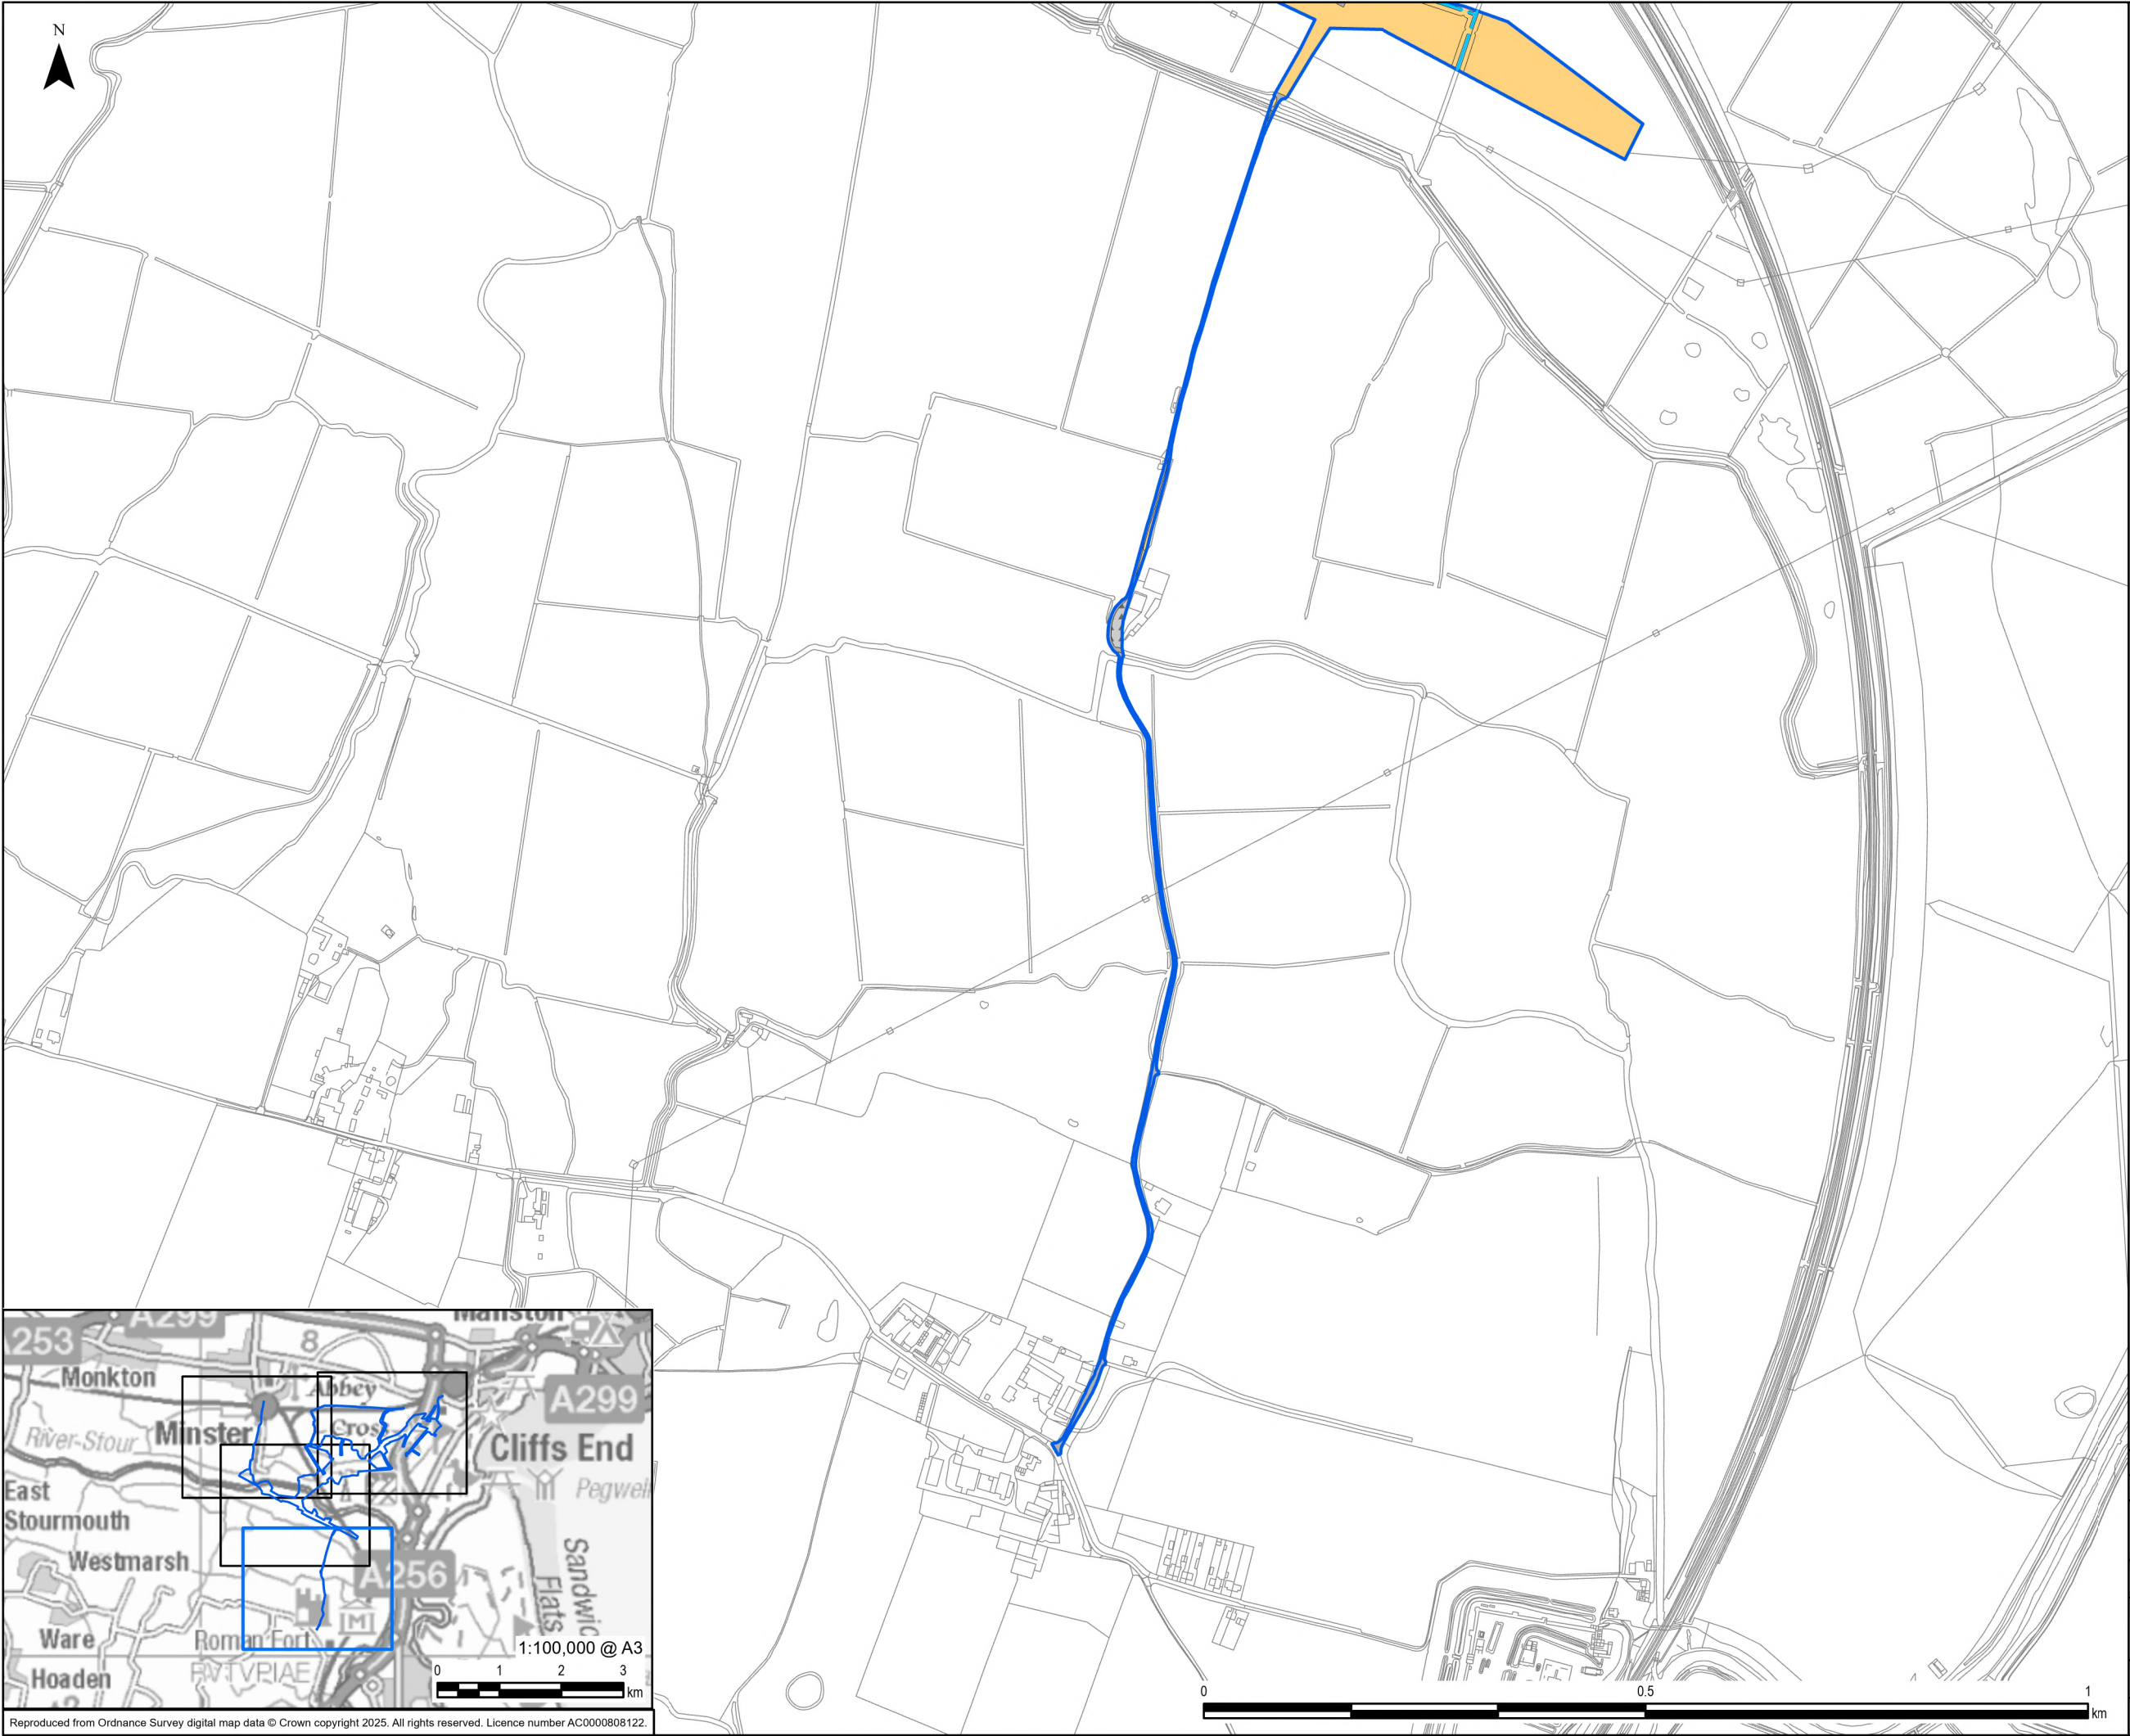 N
A299
Manston
253
8
Monkton
Abbey
A299
River Stour
Minster
Cross
Cliffs End
Pegwell
East
Stourmouth
Westmarsh
A256
Sandwich
Flats
Ware
Roman Fort
1:100,000 @ A3
Hoaden
RVTVPIAE
0 1 2 3
km
0 0.5 1
km
Reproduced from Ordnance Survey digital map data © Crown copyright 2025. All rights reserved. Licence number AC0000808122.